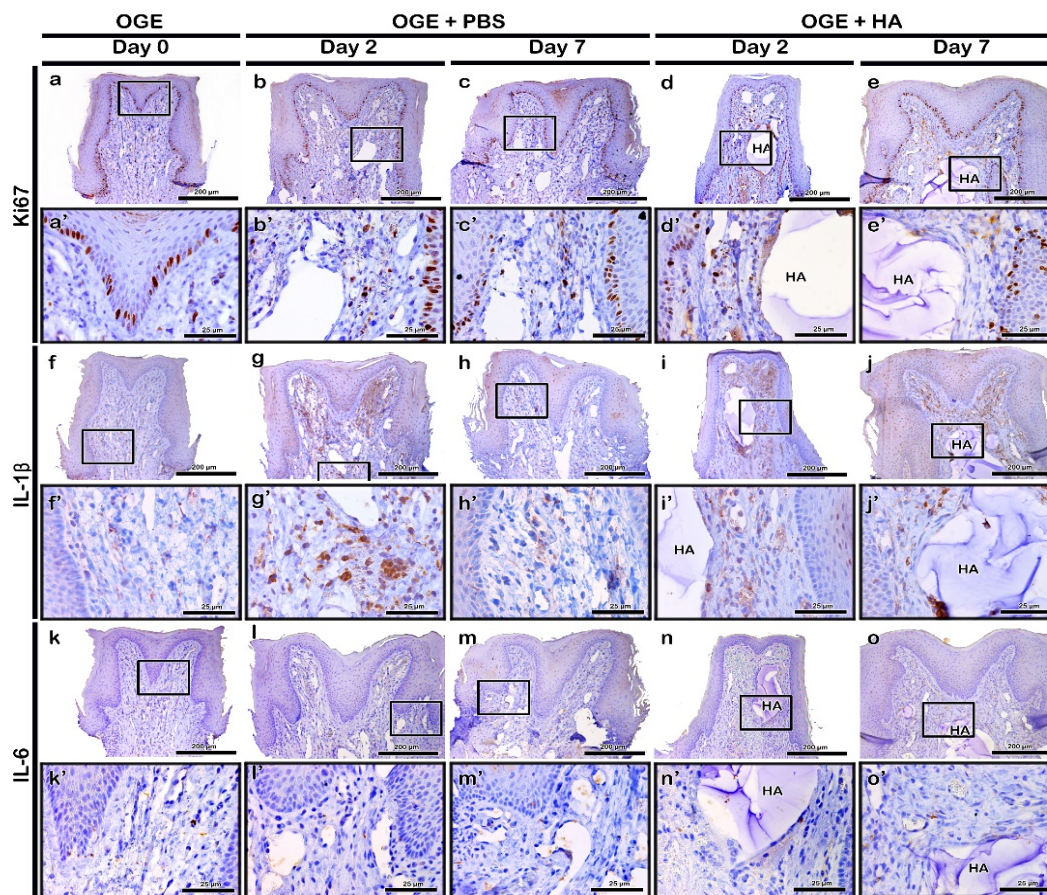 OGE OGE + PBS OGE + HA
Day 0 Day 2 Day 7 Day 2 Day 7
Ki67
a b c d e
HA HA
200 µm 200 µm 200 µm 200 µm 200 µm
a' b' c' d' e'
HA HA
25 µm 25 µm 25 µm 25 µm 25 µm
IL-1β
f g h i j
HA
200 µm 200 µm 200 µm 200 µm 200 µm
f' g' h' i' j'
HA HA
25 µm 25 µm 25 µm 25 µm 25 µm
IL-6
k l m n o
HA HA
200 µm 200 µm 200 µm 200 µm 200 µm
k' l' m' n' o'
HA HA
25 µm 25 µm 25 µm 25 µm 25 µm